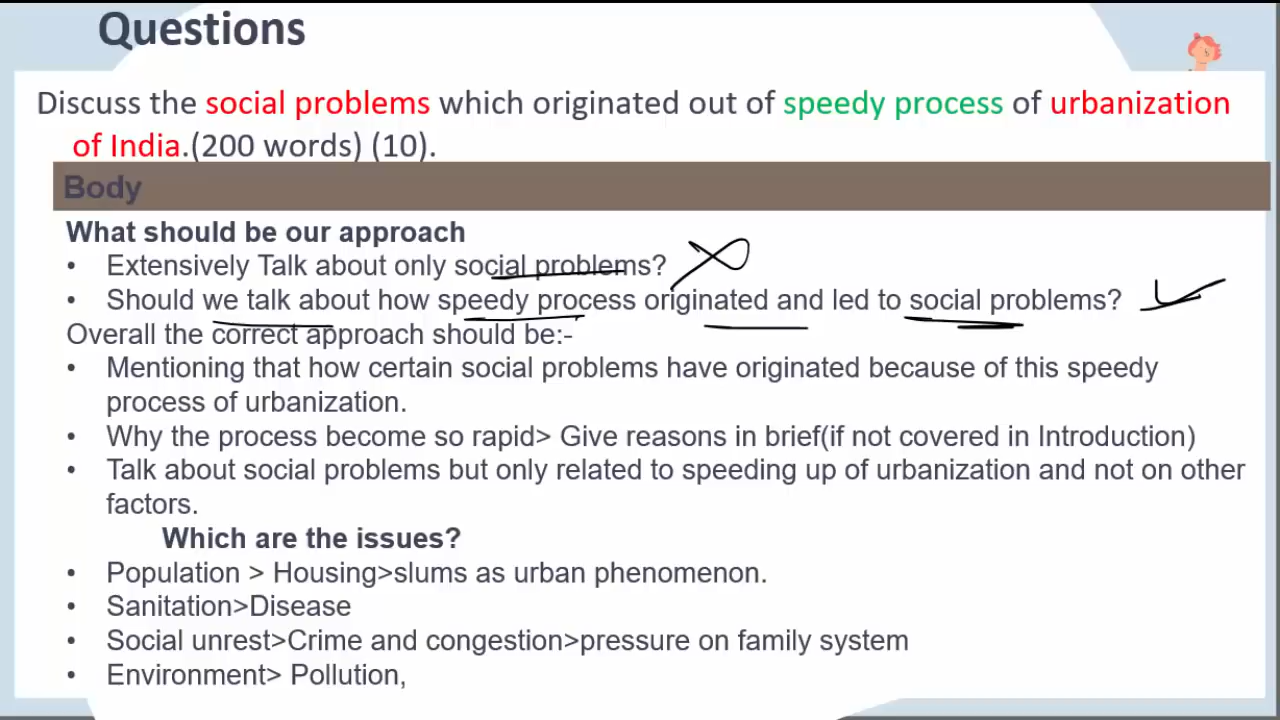 Questions
Discuss the social problems which originated out of speedy process of urbanization
of India.(200 words) (10).
Body
What should be our approach
• Extensively Talk about only social problems?
• Should we talk about how speedy process originated and led to social problems?
Overall the correct approach should be:-
• Mentioning that how certain social problems have originated because of this speedy
process of urbanization.
• Why the process become so rapid> Give reasons in brief(if not covered in Introduction)
• Talk about social problems but only related to speeding up of urbanization and not on other
factors.
Which are the issues?
• Population > Housing>slums as urban phenomenon.
• Sanitation>Disease
• Social unrest>Crime and congestion>pressure on family system
• Environment> Pollution,